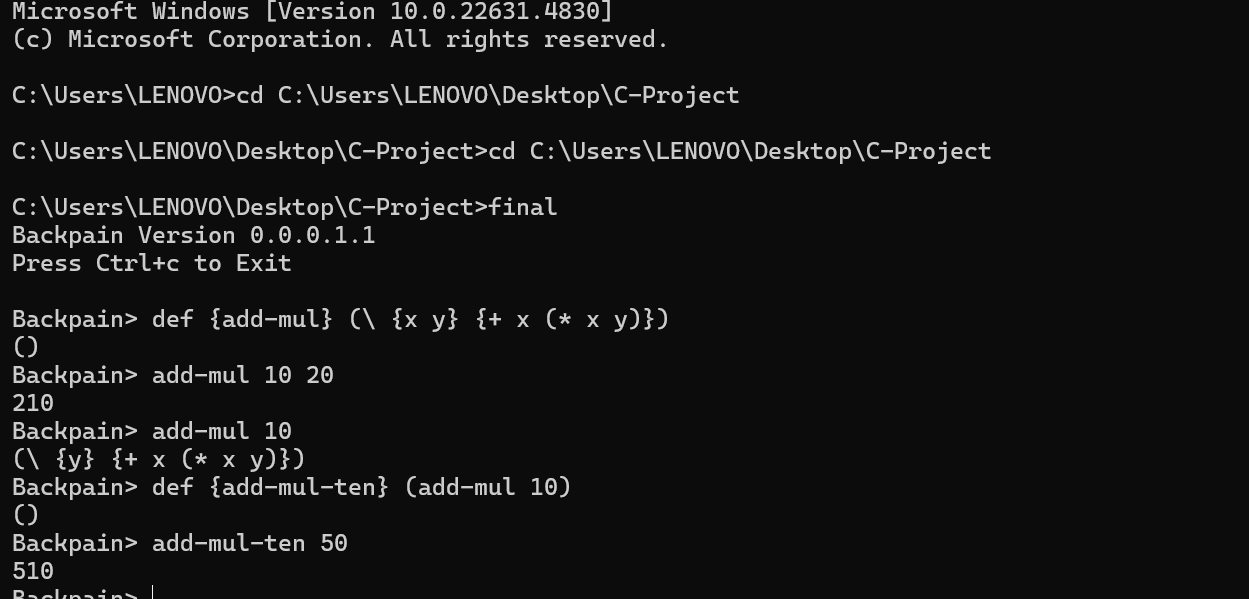 Microsoft Windows [Version 10.0.22631.4830]
(c) Microsoft Corporation. All rights reserved.
C:\Users\LENOVO>cd C:\Users\LENOVO\Desktop\C-Project
C:\Users\LENOVO\Desktop\C-Project>cd C:\Users\LENOVO\Desktop\C-Project
C:\Users\LENOVO\Desktop\C-Project>final
Backpain Version 0.0.0.1.1
Press Ctrl+c to Exit
Backpain> def {add-mul} (\ {x y} {+ x (* x y)})
()
Backpain> add-mul 10 20
210
Backpain> add-mul 10
(\ {y} {+ x (* x y)})
Backpain> def {add-mul-ten} (add-mul 10)
()
Backpain> add-mul-ten 50
510
Backpain>